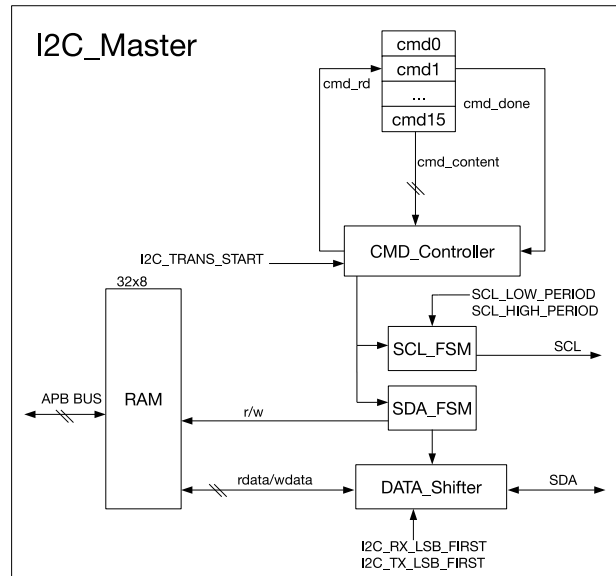 I2C_Master
cmd0
cmd1
...
cmd15
cmd_rd
cmd_done
cmd_content
CMD_Controller
I2C_TRANS_START
32x8
SCL_LOW_PERIOD
SCL_HIGH_PERIOD
SCL_FSM
SCL
APB BUS
RAM
r/w
SDA_FSM
rdata/wdata
DATA_Shifter
SDA
I2C_RX_LSB_FIRST
I2C_TX_LSB_FIRST